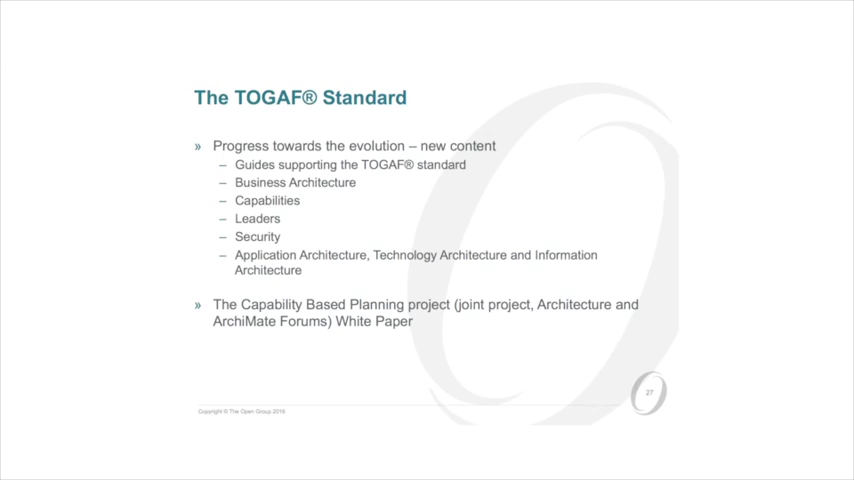 The TOGAF® Standard
» Progress towards the evolution – new content
– Guides supporting the TOGAF® standard
– Business Architecture
– Capabilities
– Leaders
– Security
– Application Architecture, Technology Architecture and Information
Architecture
» The Capability Based Planning project (joint project, Architecture and
ArchiMate Forums) White Paper
27
Copyright © The Open Group 2016